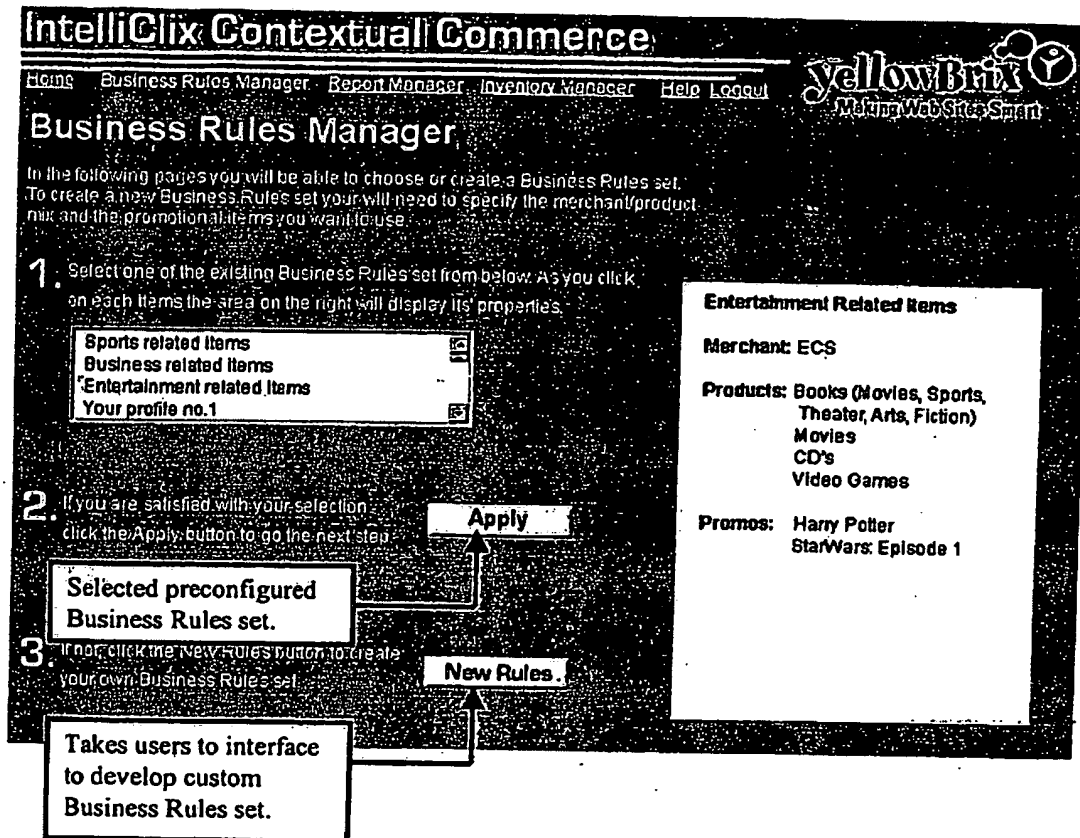 IntelliClix Contextual Commerce
yellowBrix
Making Web Sites Smart
Home Business Rules Manager Report Manager Inventory Manager Help Logout
Business Rules Manager
In the following pages you will be able to choose or create a Business Rules set.
To create a new Business Rules set your will need to specify the merchant/product
mix and the promotional items you want to use.
1. Select one of the existing Business Rules set from below. As you click
on each items the area on the right will display its' properties.
Sports related items
Business related items
Entertainment related items
Your profile no.1
2. If you are satisfied with your selection
click the Apply button to go the next step.
Apply
Selected preconfigured
Business Rules set.
3. If not, click the New Rules button to create
your own Business Rules set
New Rules.
Takes users to interface
to develop custom
Business Rules set.
Entertainment Related Items
Merchant: ECS
Products: Books (Movies, Sports,
Theater, Arts, Fiction)
Movies
CD's
Video Games
Promos: Harry Potter
StarWars: Episode 1